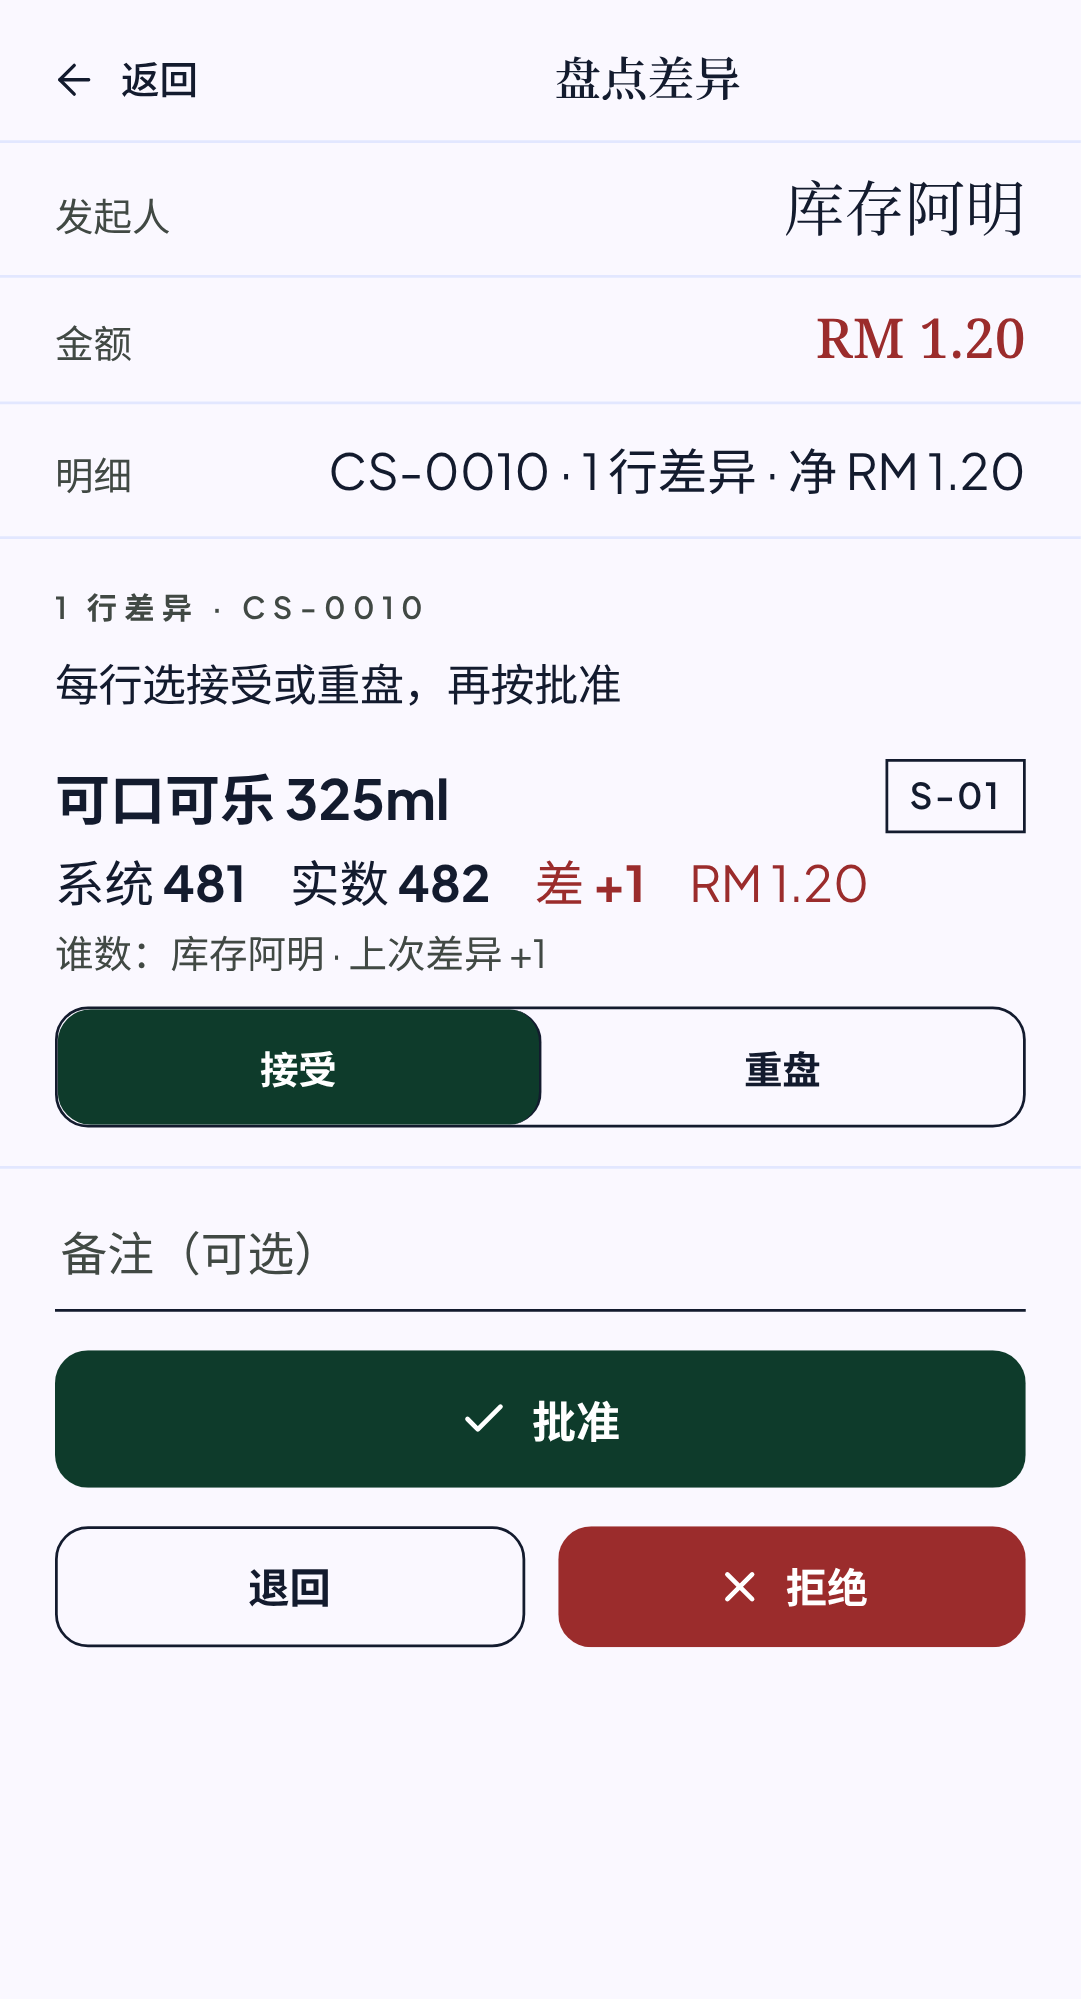 返回 盘点差异
发起人 库存阿明
金额 RM 1.20
明细 CS-0010 · 1 行差异 · 净 RM 1.20
1 行差异 · CS-0010
每行选接受或重盘，再按批准
可口可乐 325ml S-01
系统 481 实数 482 差 +1 RM 1.20
谁数：库存阿明 · 上次差异 +1
接受 重盘
备注（可选）
批准
退回 拒绝